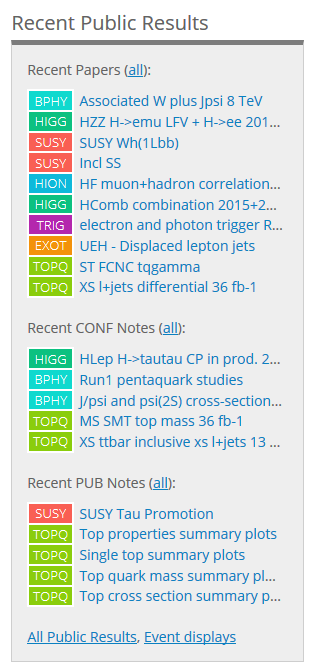 Recent Public Results
Recent Papers (all):
BPHY Associated W plus Jpsi 8 TeV
HIGG HZZ H->emu LFV + H->ee 201...
SUSY SUSY Wh(1Lbb)
SUSY Incl SS
HION HF muon+hadron correlation...
HIGG HComb combination 2015+2...
TRIG electron and photon trigger R...
EXOT UEH - Displaced lepton jets
TOPQ ST FCNC tqgamma
TOPQ XS l+jets differential 36 fb-1
Recent CONF Notes (all):
HIGG HLep H->tautau CP in prod. 2...
BPHY Run1 pentaquark studies
BPHY J/psi and psi(2S) cross-section...
TOPQ MS SMT top mass 36 fb-1
TOPQ XS ttbar inclusive xs l+jets 13 ...
Recent PUB Notes (all):
SUSY SUSY Tau Promotion
TOPQ Top properties summary plots
TOPQ Single top summary plots
TOPQ Top quark mass summary pl...
TOPQ Top cross section summary p...
All Public Results, Event displays